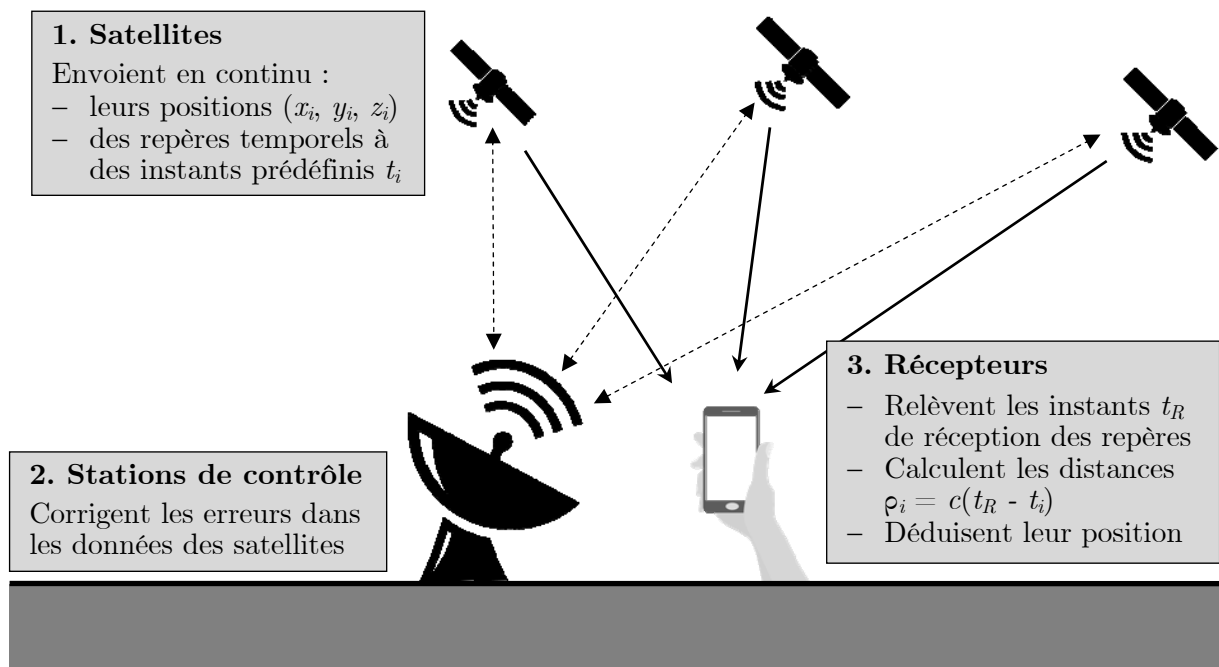 1. Satellites
Envoient en continu :
– leurs positions (xᵢ, yᵢ, zᵢ)
– des repères temporels à
des instants prédéfinis tᵢ
2. Stations de contrôle
Corrigent les erreurs dans
les données des satellites
3. Récepteurs
– Relèvent les instants t_R
de réception des repères
– Calculent les distances
ρᵢ = c(t_R - tᵢ)
– Déduisent leur position